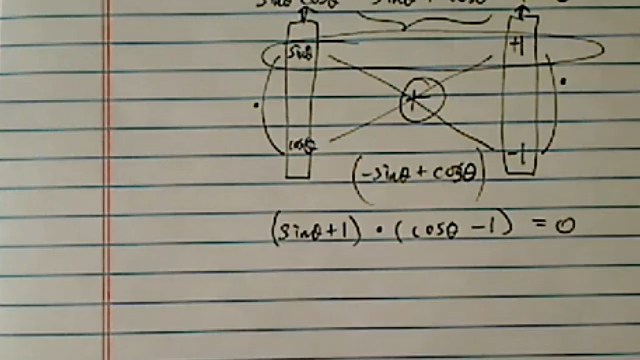 sinθ +1
cosθ -1
(-sinθ + cosθ)
(sinθ+1) • (cosθ -1) = 0